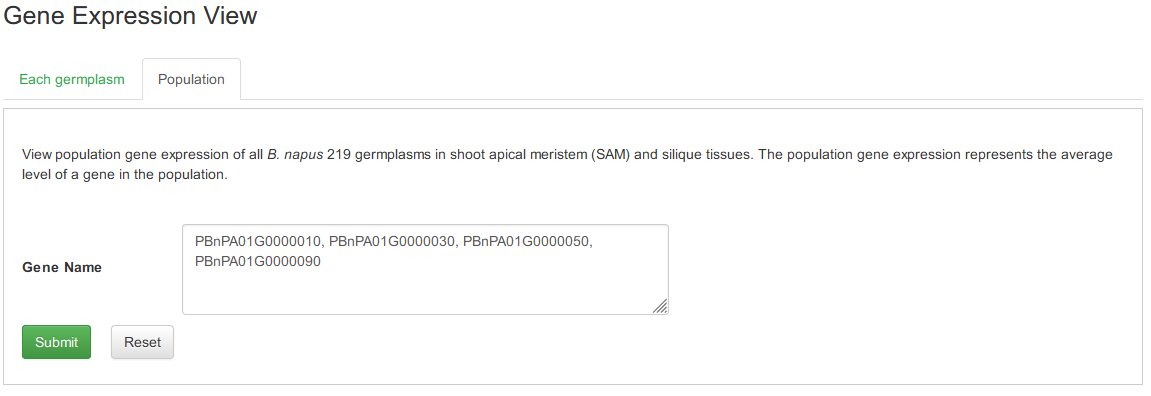 Gene Expression View
Each germplasm
Population
View population gene expression of all B. napus 219 germplasms in shoot apical meristem (SAM) and silique tissues. The population gene expression represents the average
level of a gene in the population.
Gene Name
PBnPA01G0000010, PBnPA01G0000030, PBnPA01G0000050,
PBnPA01G0000090
Submit
Reset